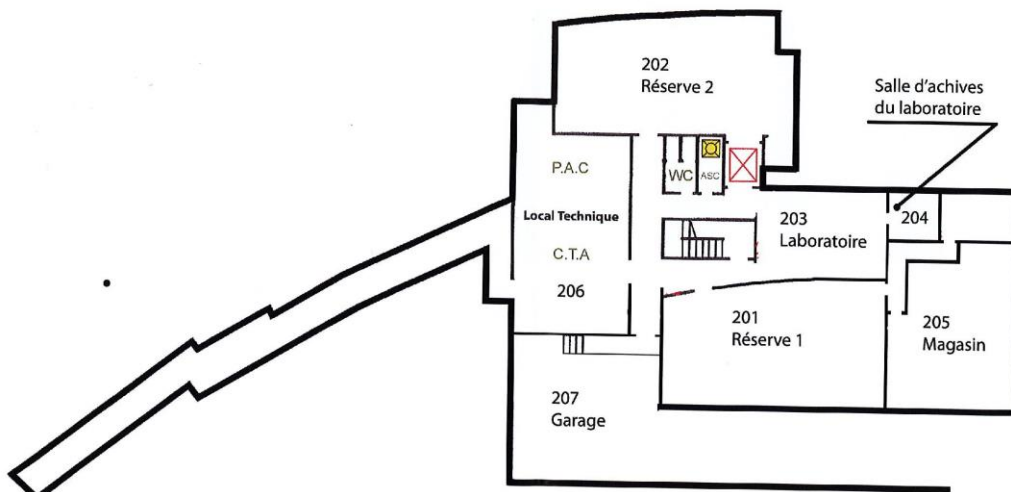 202
Réserve 2
Salle d'achives
du laboratoire
P.A.C
WC
ASC
Local Technique
203
Laboratoire
204
C.T.A
206
201
Réserve 1
205
Magasin
207
Garage